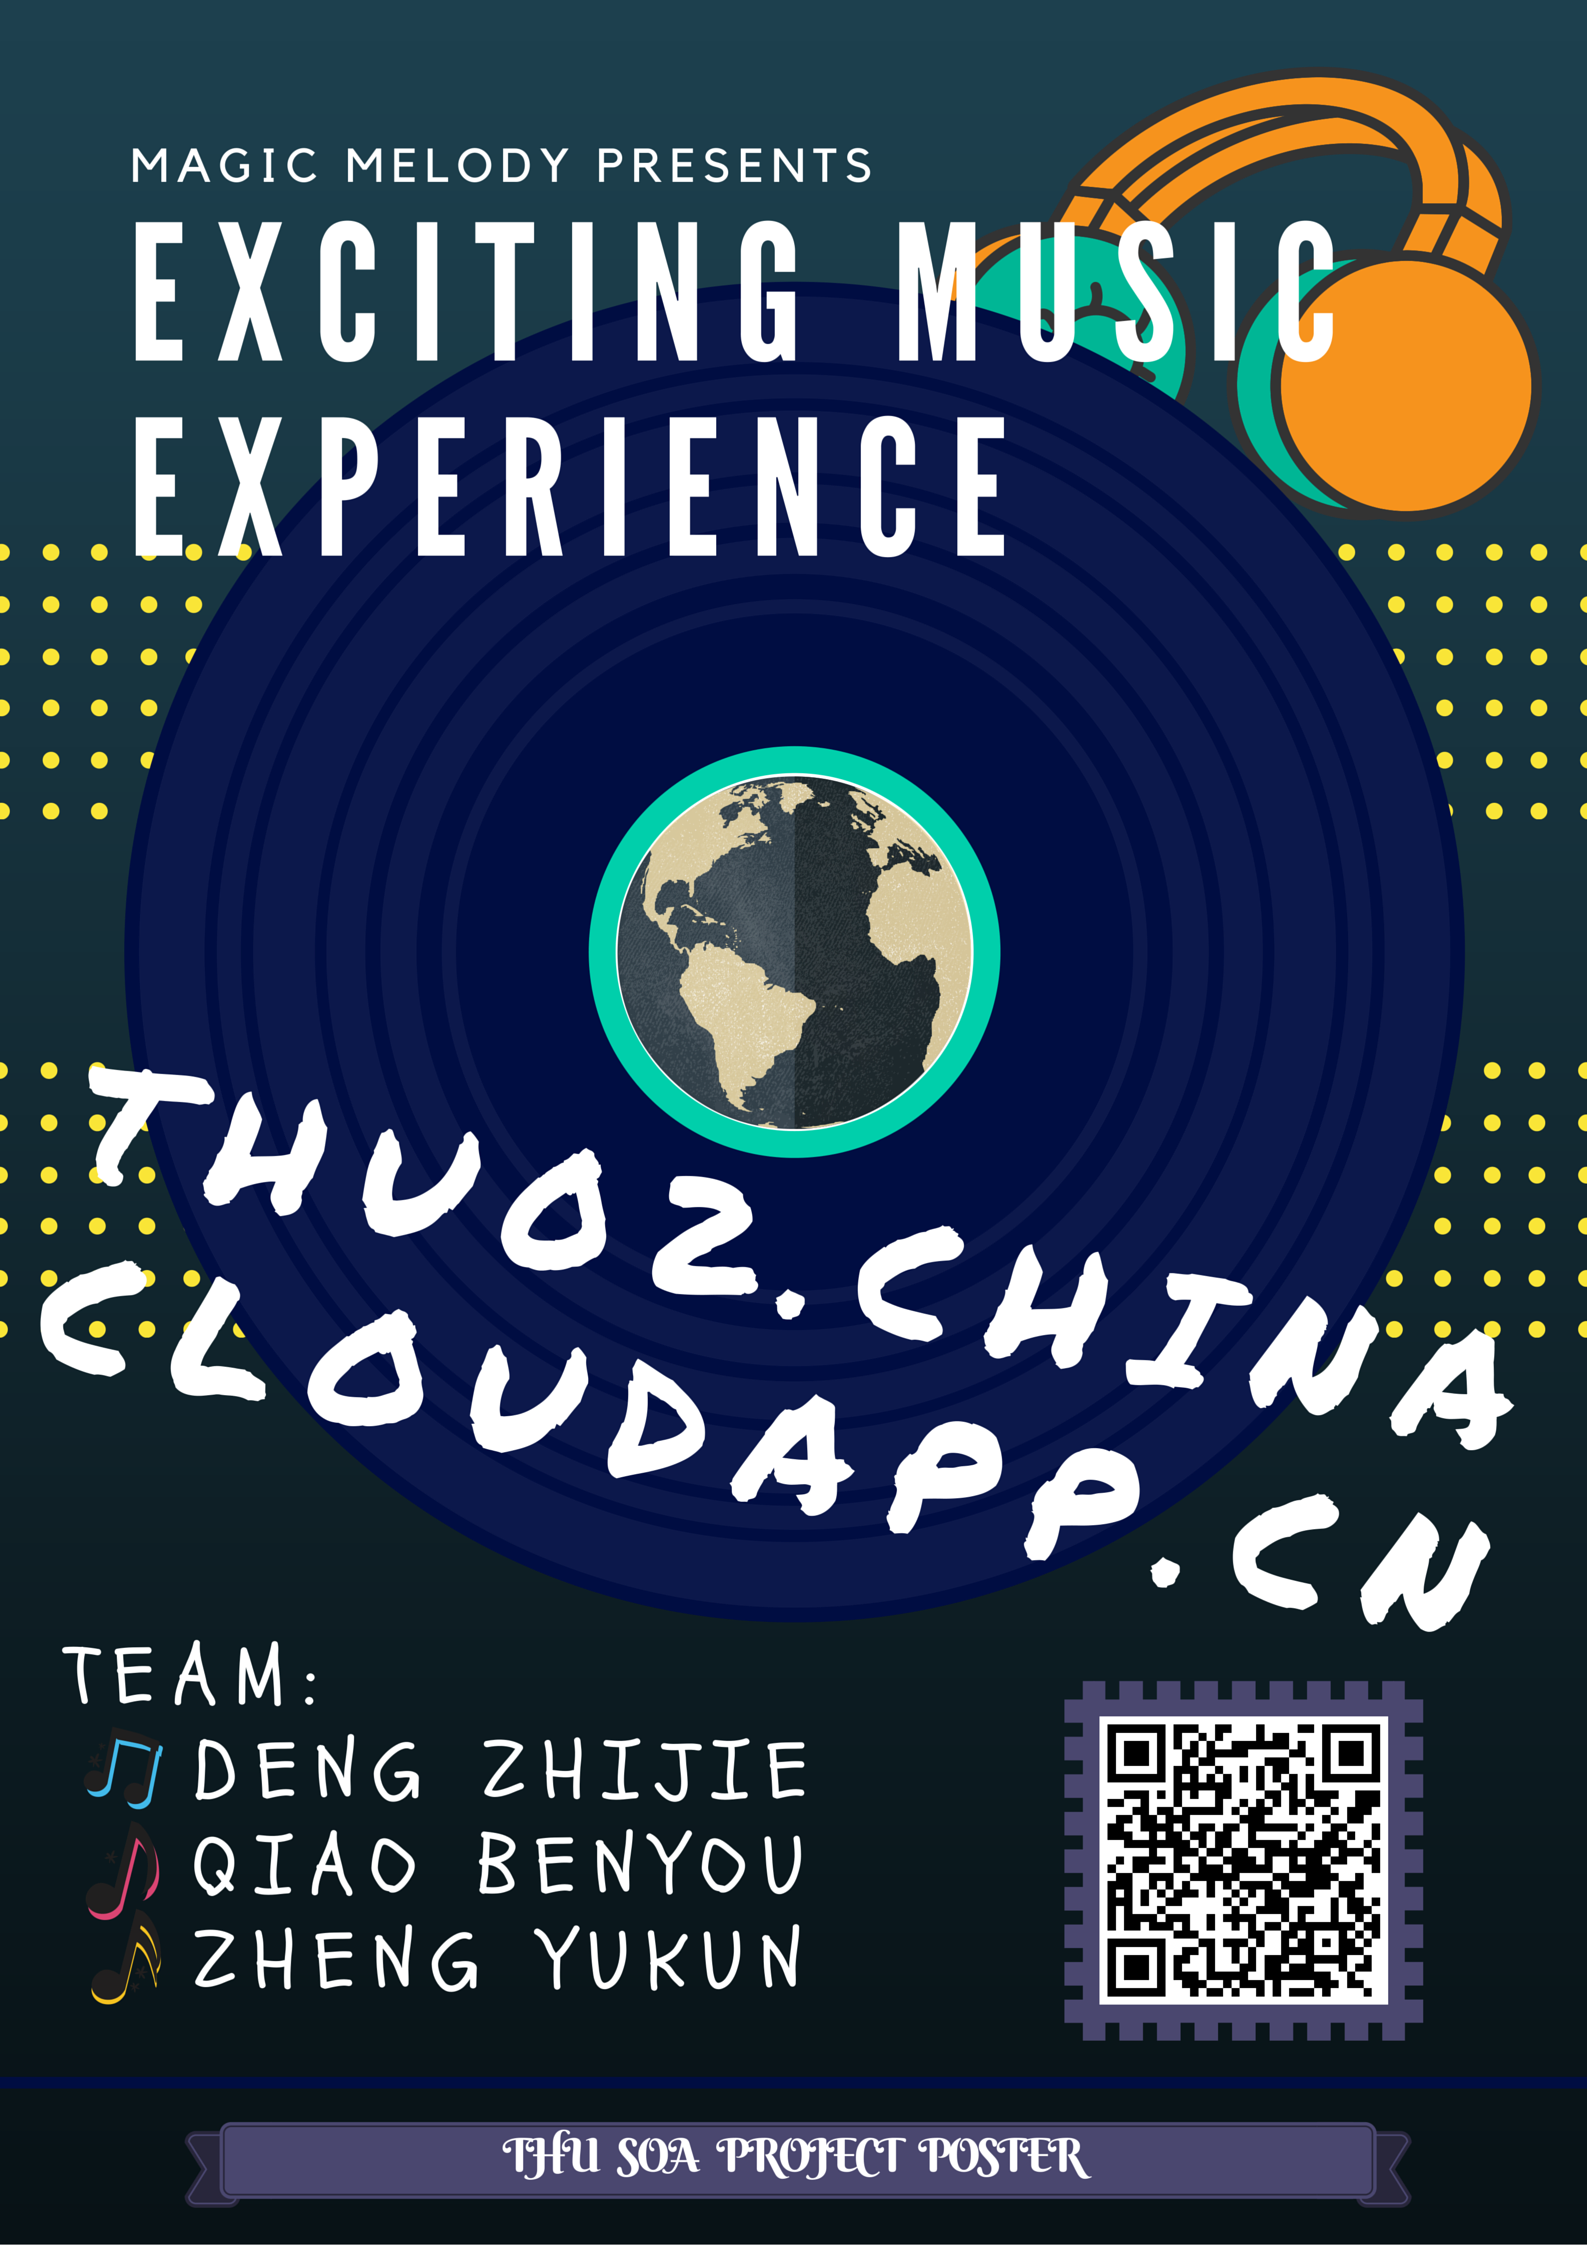 MAGIC MELODY PRESENTS
EXCITING MUSIC
EXPERIENCE
THU02.CHINA
CLOUDAPP.CN
TEAM:
DENG ZHIJIE
QIAO BENYOU
ZHENG YUKUN
THU SOA PROJECT POSTER